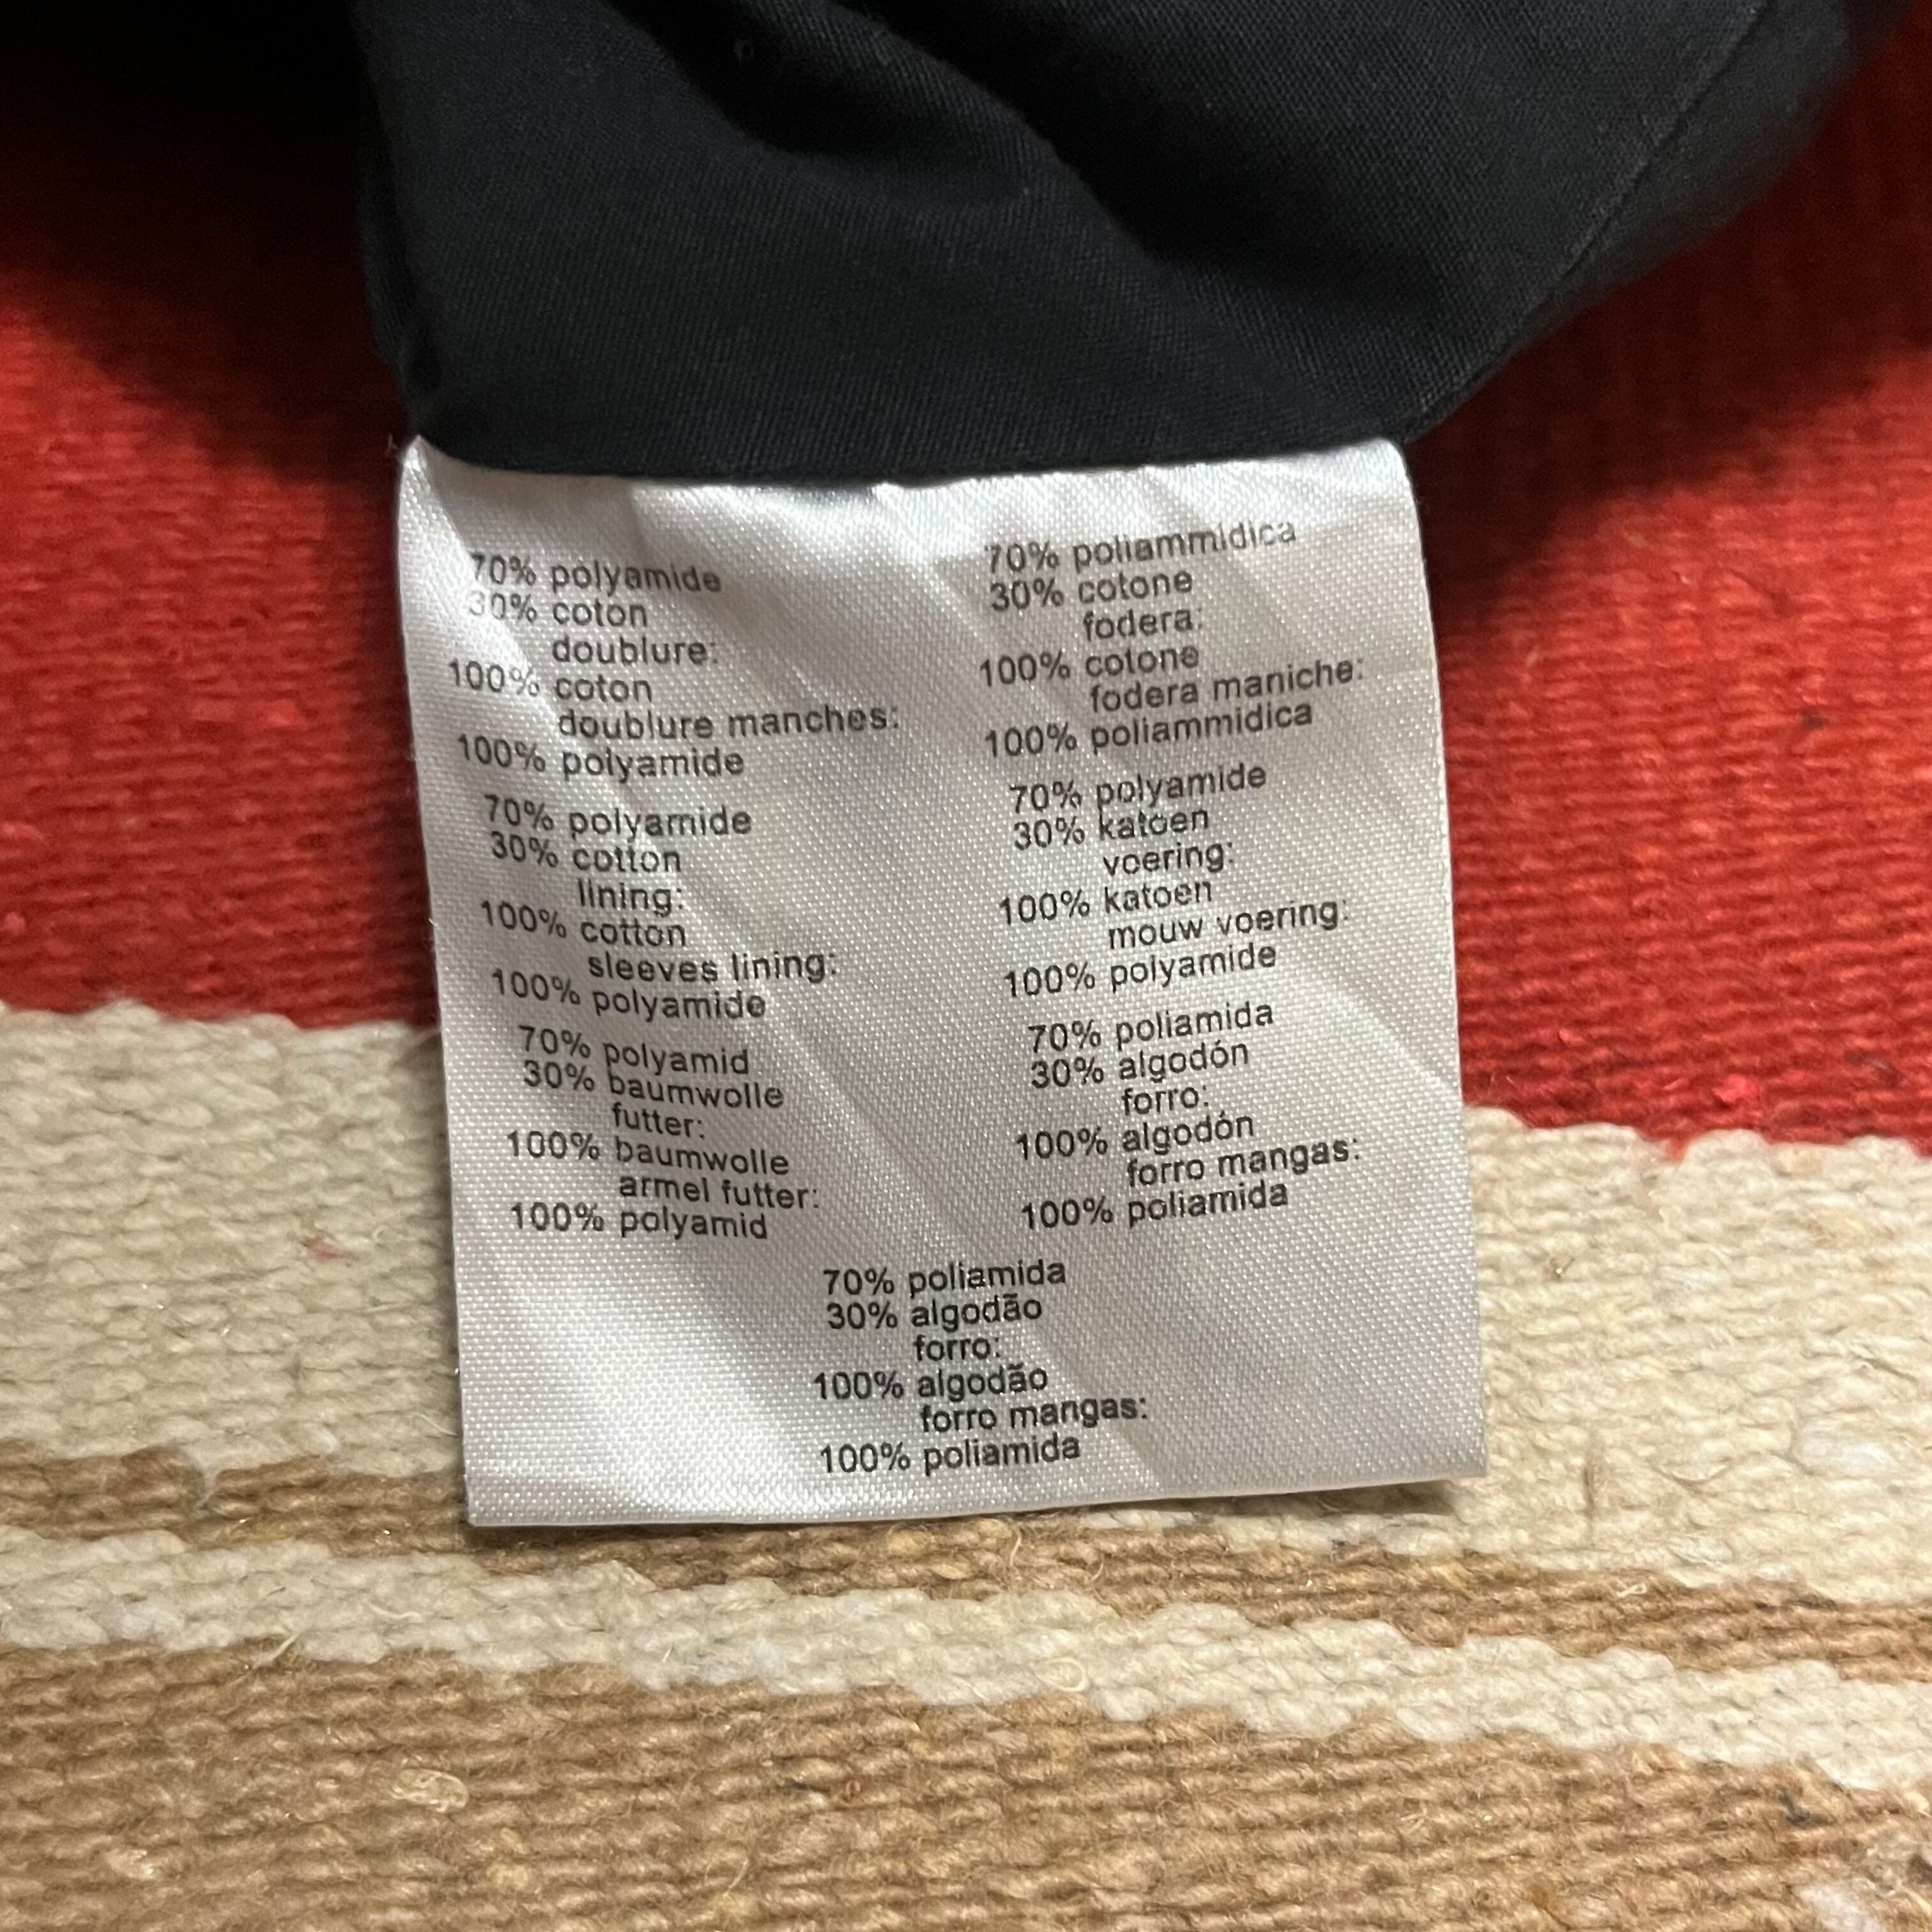 70% polyamide
30% coton
doublure:
100% coton
doublure manches:
100% polyamide
70% polyamide
30% cotton
lining:
100% cotton
sleeves lining:
100% polyamide
70% polyamid
30% baumwolle
futter:
100% baumwolle
armel futter:
100% polyamid
70% poliammidica
30% cotone
fodera:
100% cotone
fodera maniche:
100% poliammidica
70% polyamide
30% katoen
voering:
100% katoen
mouw voering:
100% polyamide
70% poliamida
30% algodón
forro:
100% algodón
forro mangas:
100% poliamida
70% poliamida
30% algodão
forro:
100% algodão
forro mangas:
100% poliamida